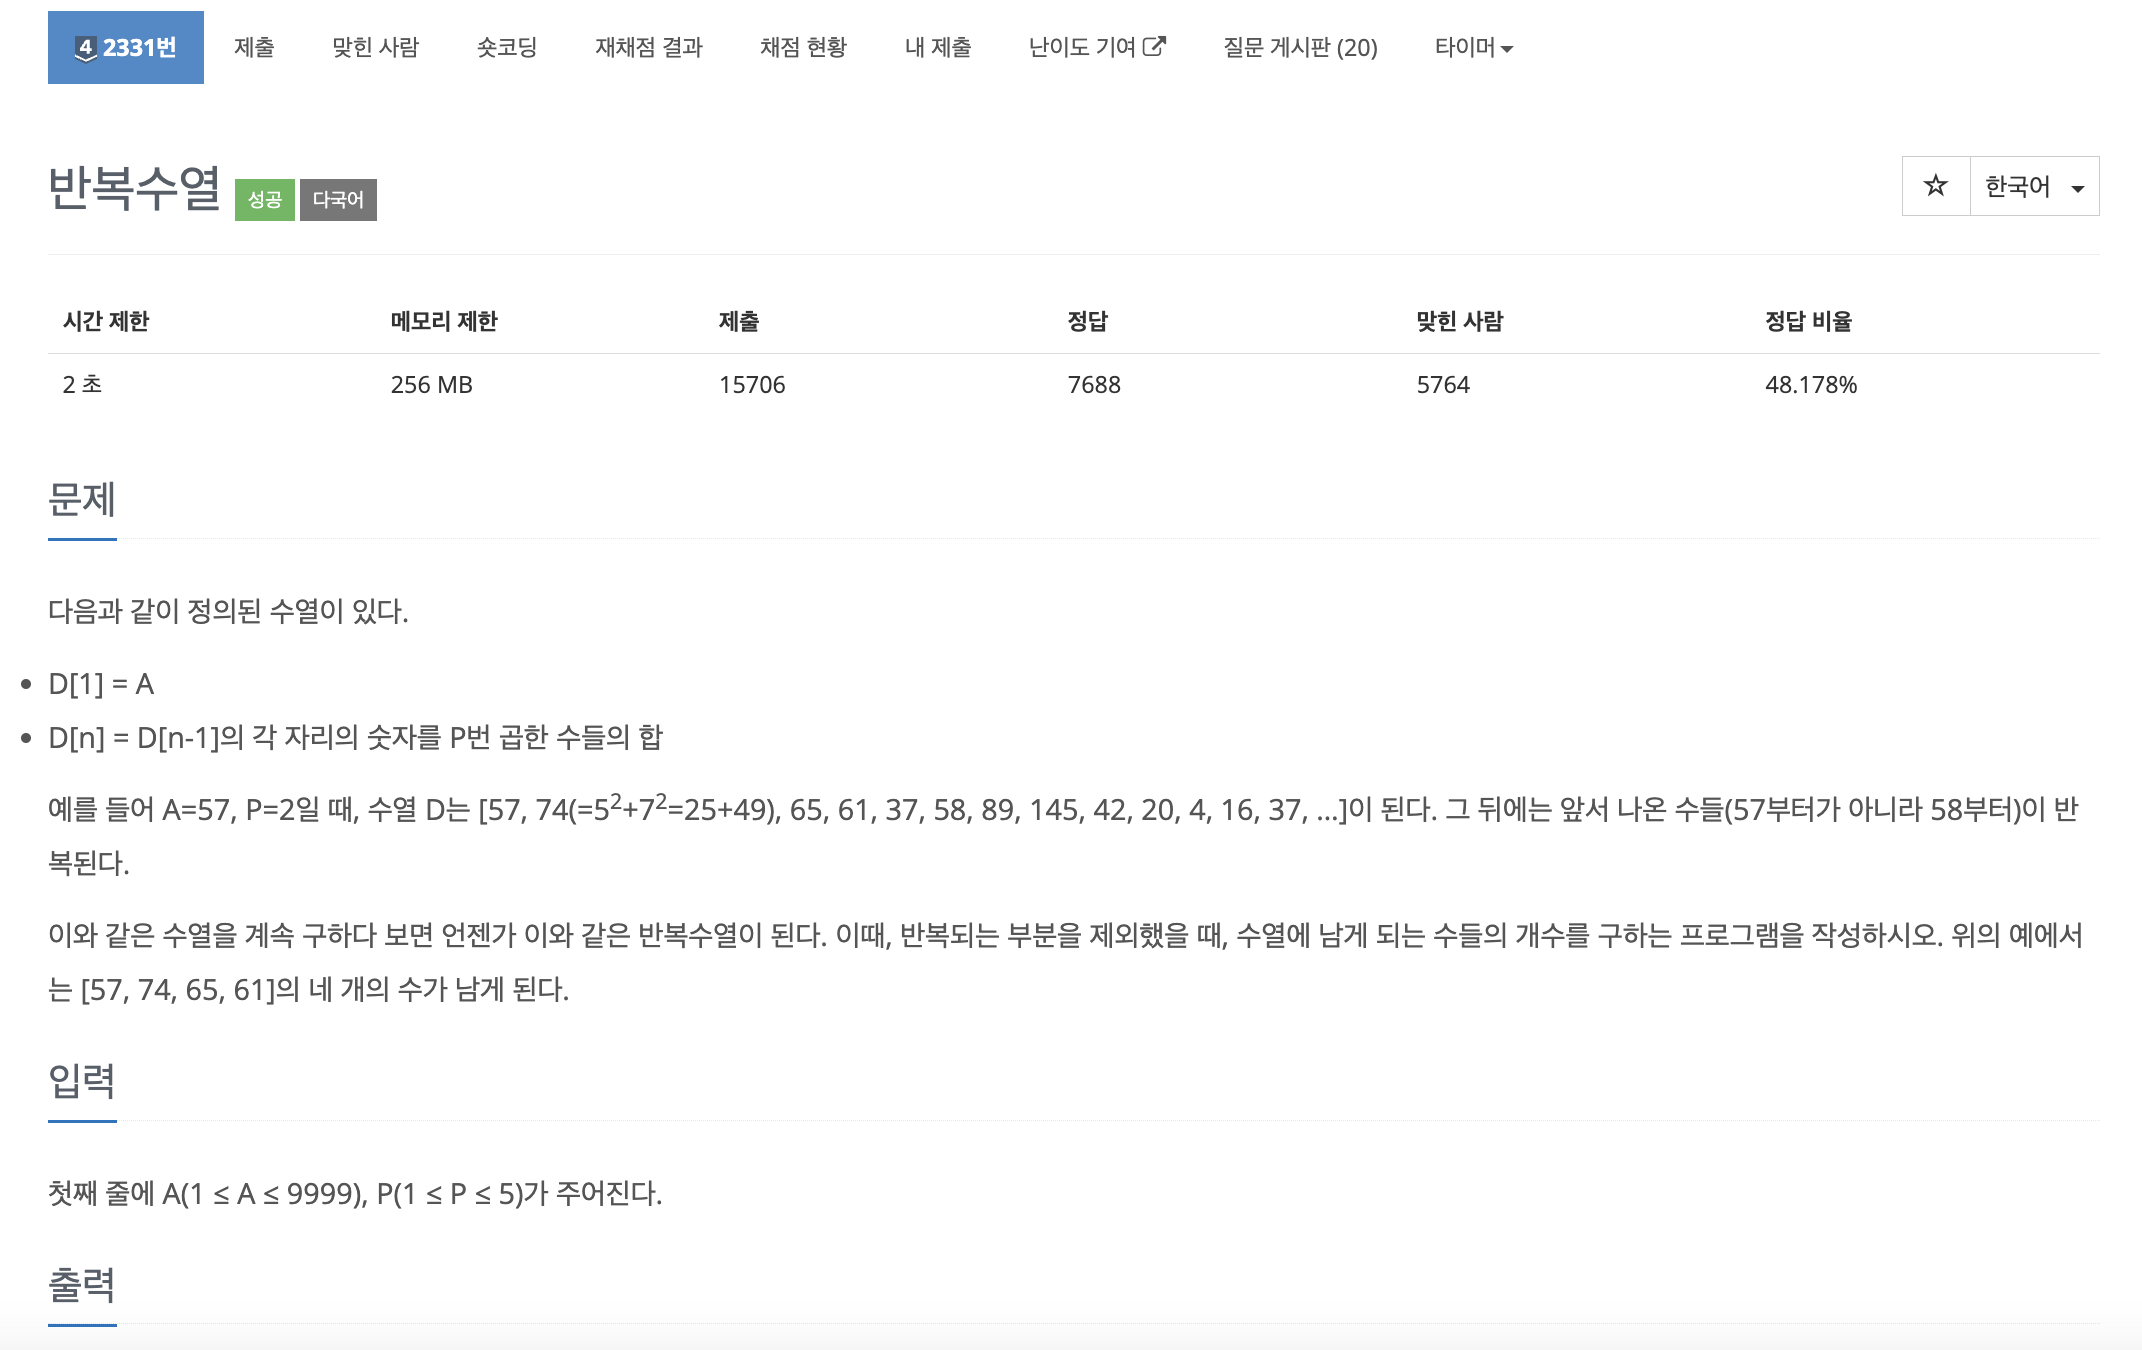 4 2331번 제출 맞힌 사람 숏코딩 재채점 결과 채점 현황 내 제출 난이도 기여 질문 게시판 (20) 타이머
반복수열 성공 다국어 한국어
시간 제한 메모리 제한 제출 정답 맞힌 사람 정답 비율
2 초 256 MB 15706 7688 5764 48.178%
문제
다음과 같이 정의된 수열이 있다.
• D[1] = A
• D[n] = D[n-1]의 각 자리의 숫자를 P번 곱한 수들의 합
예를 들어 A=57, P=2일 때, 수열 D는 [57, 74(=5²+7²=25+49), 65, 61, 37, 58, 89, 145, 42, 20, 4, 16, 37, …]이 된다. 그 뒤에는 앞서 나온 수들(57부터가 아니라 58부터)이 반
복된다.
이와 같은 수열을 계속 구하다 보면 언젠가 이와 같은 반복수열이 된다. 이때, 반복되는 부분을 제외했을 때, 수열에 남게 되는 수들의 개수를 구하는 프로그램을 작성하시오. 위의 예에서
는 [57, 74, 65, 61]의 네 개의 수가 남게 된다.
입력
첫째 줄에 A(1 ≤ A ≤ 9999), P(1 ≤ P ≤ 5)가 주어진다.
출력